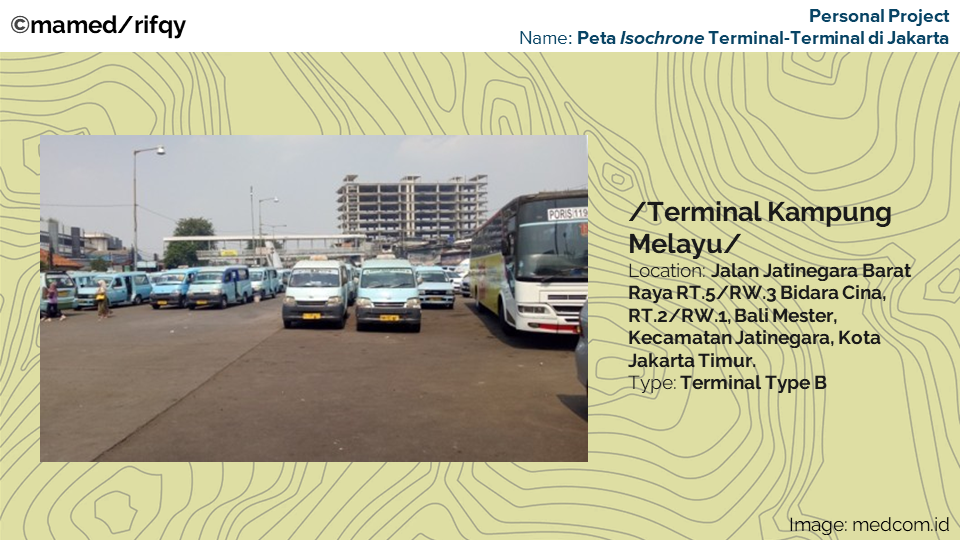 ©mamed/rifqy
Personal Project
Name: Peta Isochrone Terminal-Terminal di Jakarta
PORIS:119
/Terminal Kampung
Melayu/
Location: Jalan Jatinegara Barat
Raya RT.5/RW.3 Bidara Cina,
RT.2/RW.1, Bali Mester,
Kecamatan Jatinegara, Kota
Jakarta Timur.
Type: Terminal Type B
Image: medcom.id